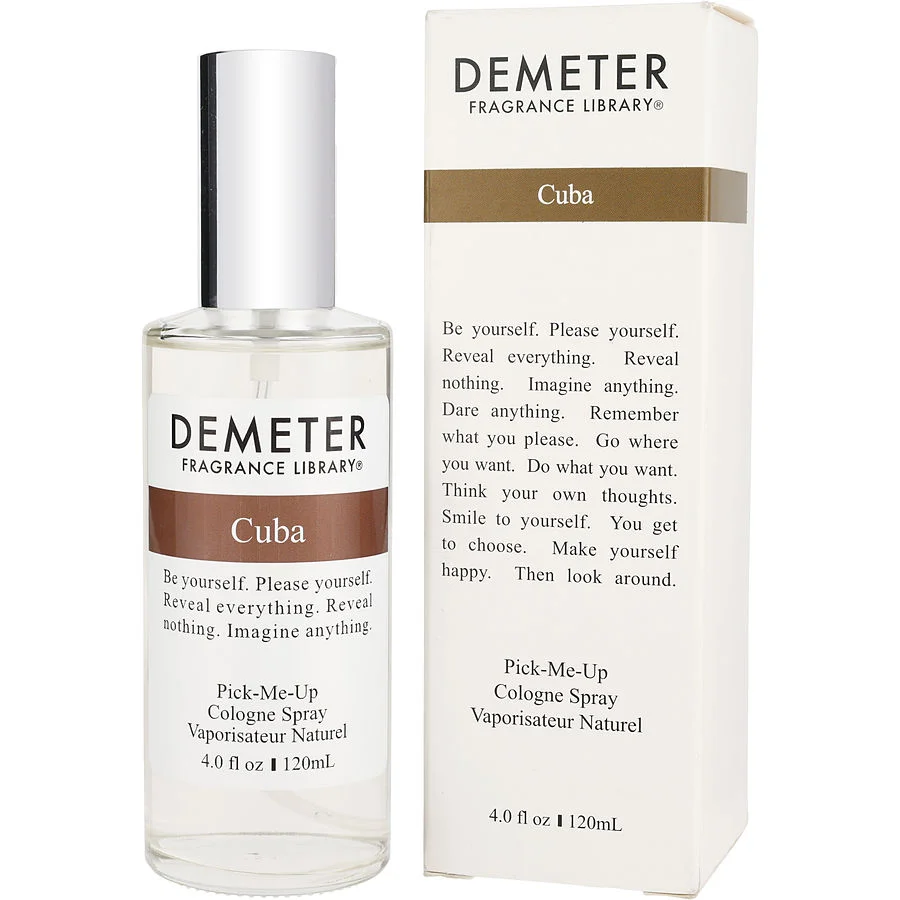 DEMETER
FRAGRANCE LIBRARY®
Cuba
Be yourself. Please yourself.
Reveal everything. Reveal
nothing. Imagine anything.
Pick-Me-Up
Cologne Spray
Vaporisateur Naturel
4.0 fl oz ❚ 120mL
DEMETER
FRAGRANCE LIBRARY®
Cuba
Be yourself. Please yourself.
Reveal everything. Reveal
nothing. Imagine anything.
Dare anything. Remember
what you please. Go where
you want. Do what you want.
Think your own thoughts.
Smile to yourself. You get
to choose. Make yourself
happy. Then look around.
Pick-Me-Up
Cologne Spray
Vaporisateur Naturel
4.0 fl oz ❚ 120mL